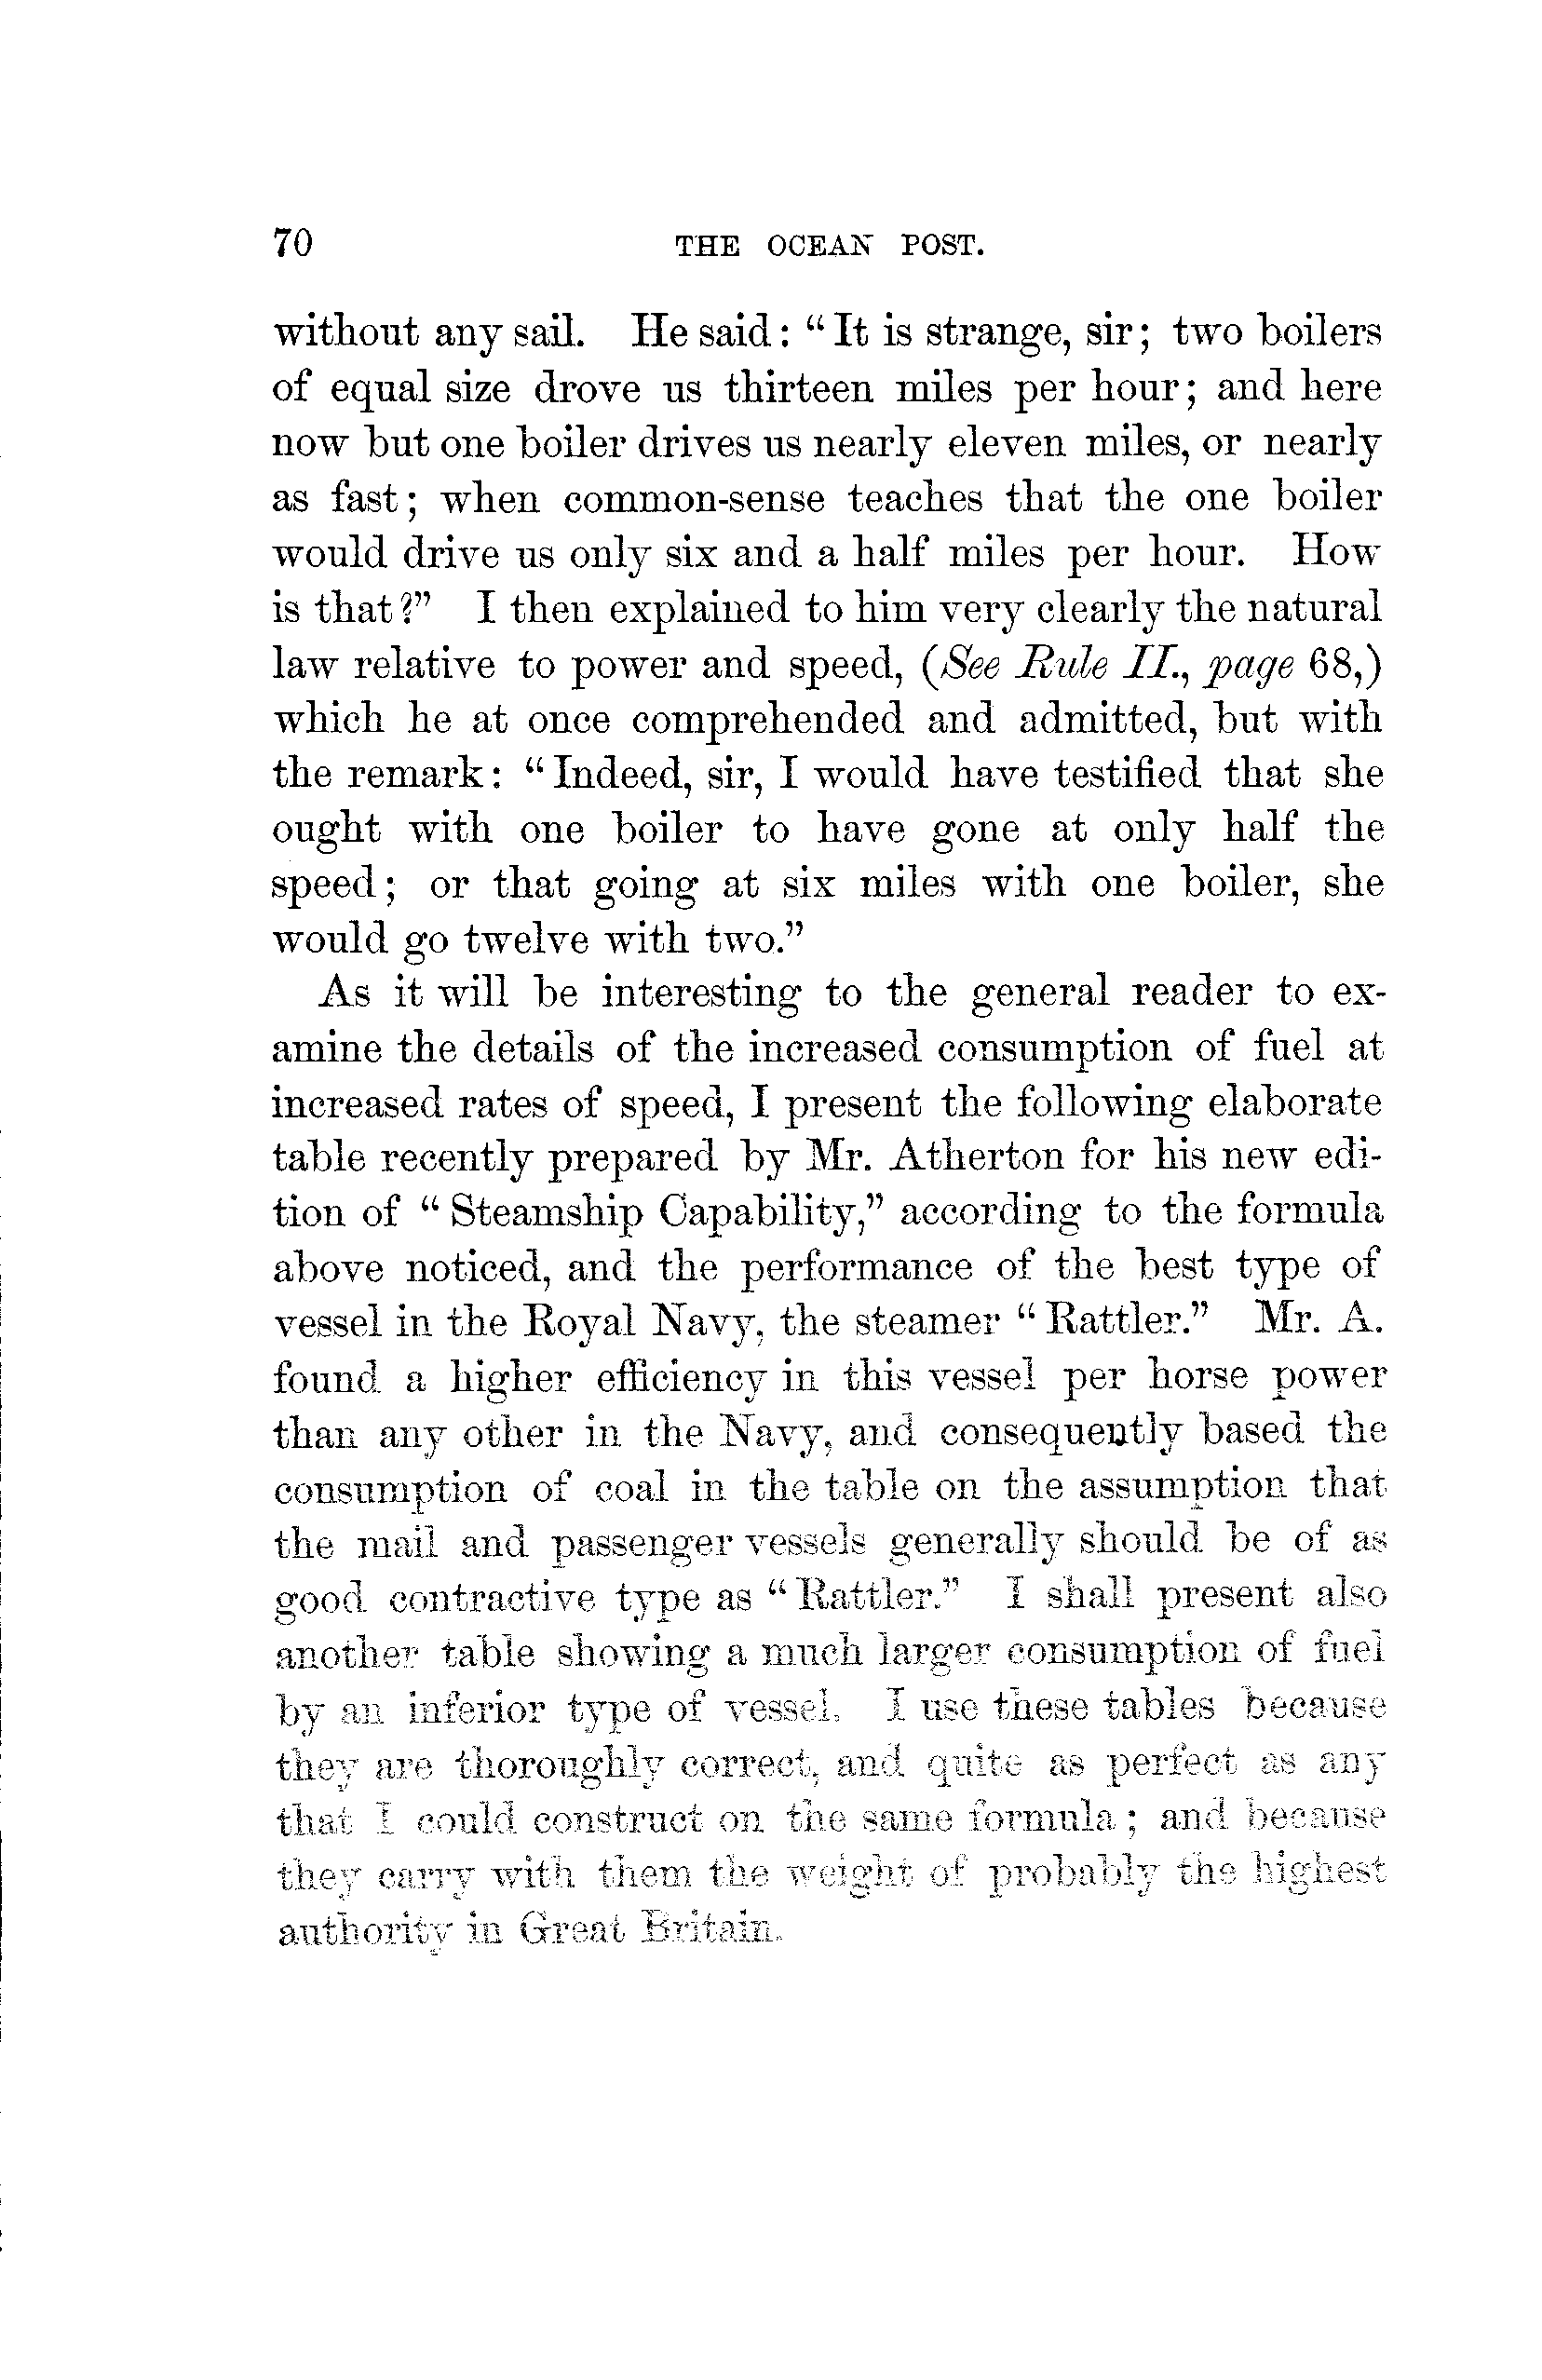 70 THE OCEAN POST.
without any sail. He said: "It is strange, sir; two boilers
of equal size drove us thirteen miles per hour; and here
now but one boiler drives us nearly eleven miles, or nearly
as fast; when common-sense teaches that the one boiler
would drive us only six and a half miles per hour. How
is that?" I then explained to him very clearly the natural
law relative to power and speed, (See Rule II., page 68,)
which he at once comprehended and admitted, but with
the remark: "Indeed, sir, I would have testified that she
ought with one boiler to have gone at only half the
speed; or that going at six miles with one boiler, she
would go twelve with two."
As it will be interesting to the general reader to ex-
amine the details of the increased consumption of fuel at
increased rates of speed, I present the following elaborate
table recently prepared by Mr. Atherton for his new edi-
tion of "Steamship Capability," according to the formula
above noticed, and the performance of the best type of
vessel in the Royal Navy, the steamer "Rattler." Mr. A.
found a higher efficiency in this vessel per horse power
than any other in the Navy, and consequently based the
consumption of coal in the table on the assumption that
the mail and passenger vessels generally should be of as
good contractive type as "Rattler." I shall present also
another table showing a much larger consumption of fuel
by an inferior type of vessel. I use these tables because
they are thoroughly correct, and quite as perfect as any
that I could construct on the same formula; and because
they carry with them the weight of probably the highest
authority in Great Britain.